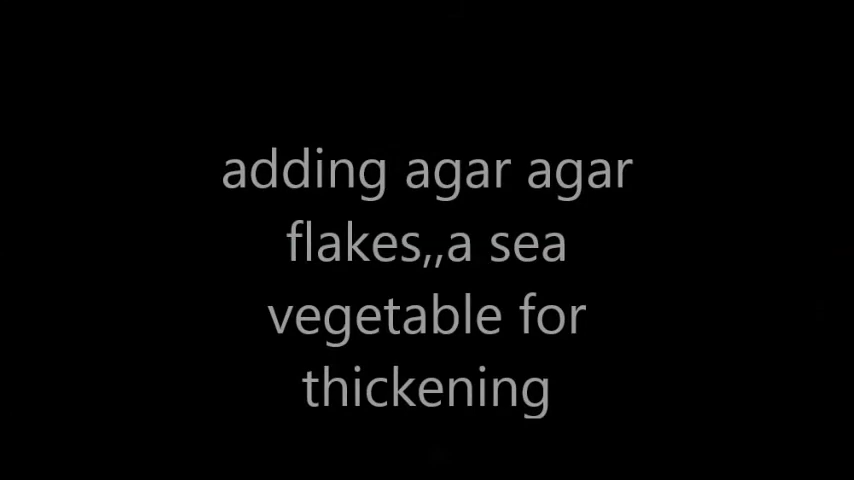 adding agar agar
flakes,,a sea
vegetable for
thickening